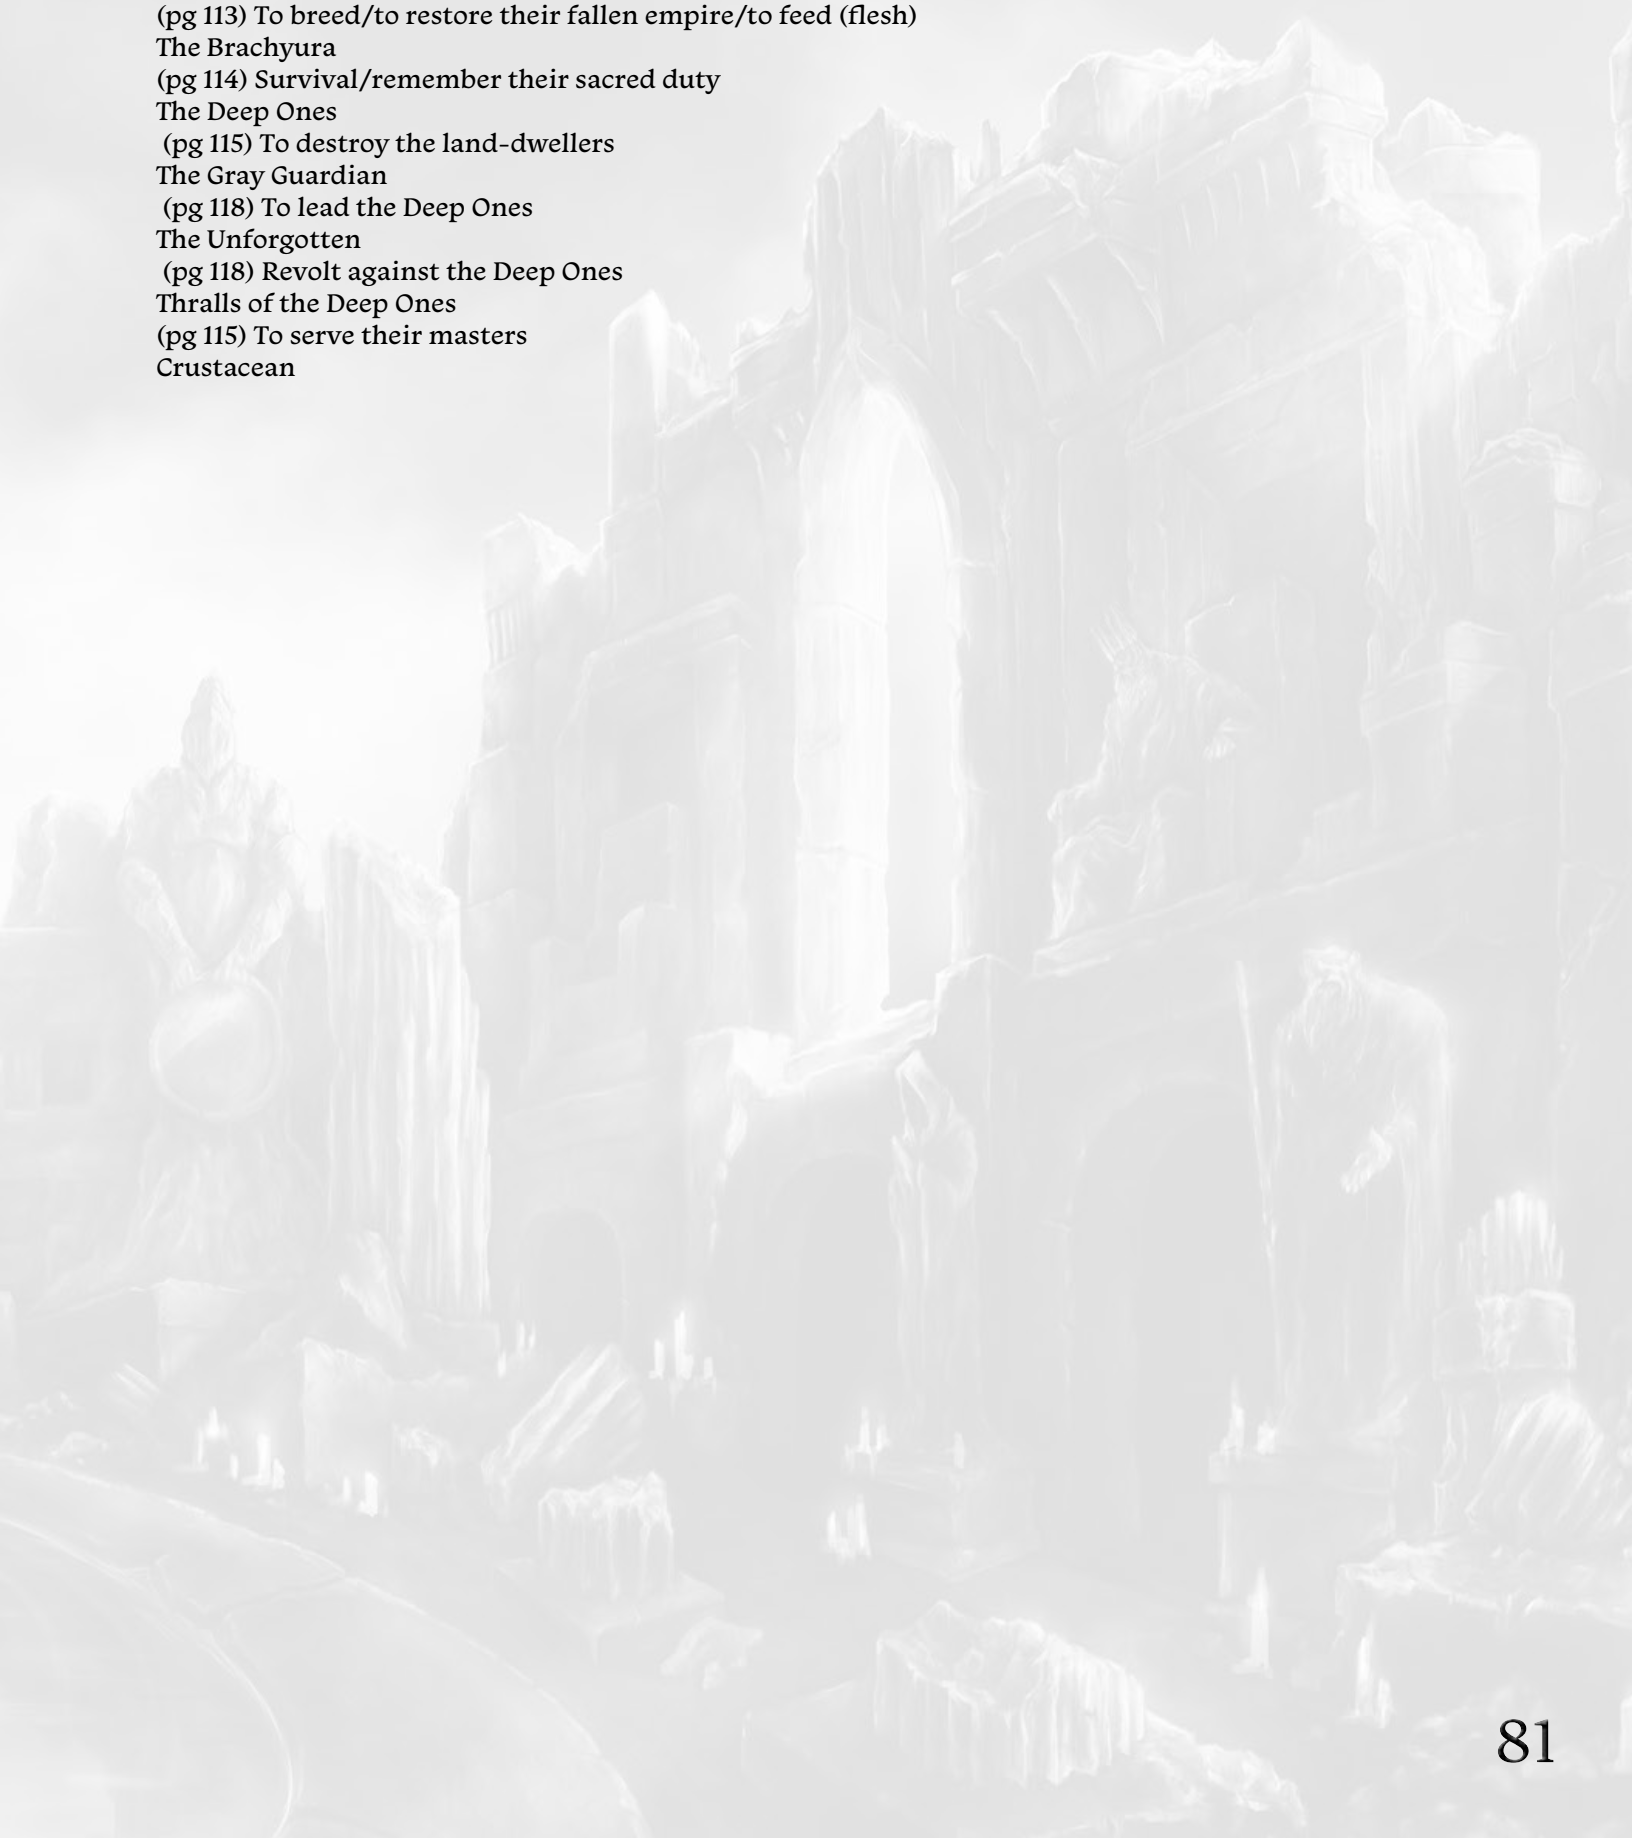 (pg 113) To breed/to restore their fallen empire/to feed (flesh)
The Brachyura
(pg 114) Survival/remember their sacred duty
The Deep Ones
(pg 115) To destroy the land-dwellers
The Gray Guardian
(pg 118) To lead the Deep Ones
The Unforgotten
(pg 118) Revolt against the Deep Ones
Thralls of the Deep Ones
(pg 115) To serve their masters
Crustacean
81